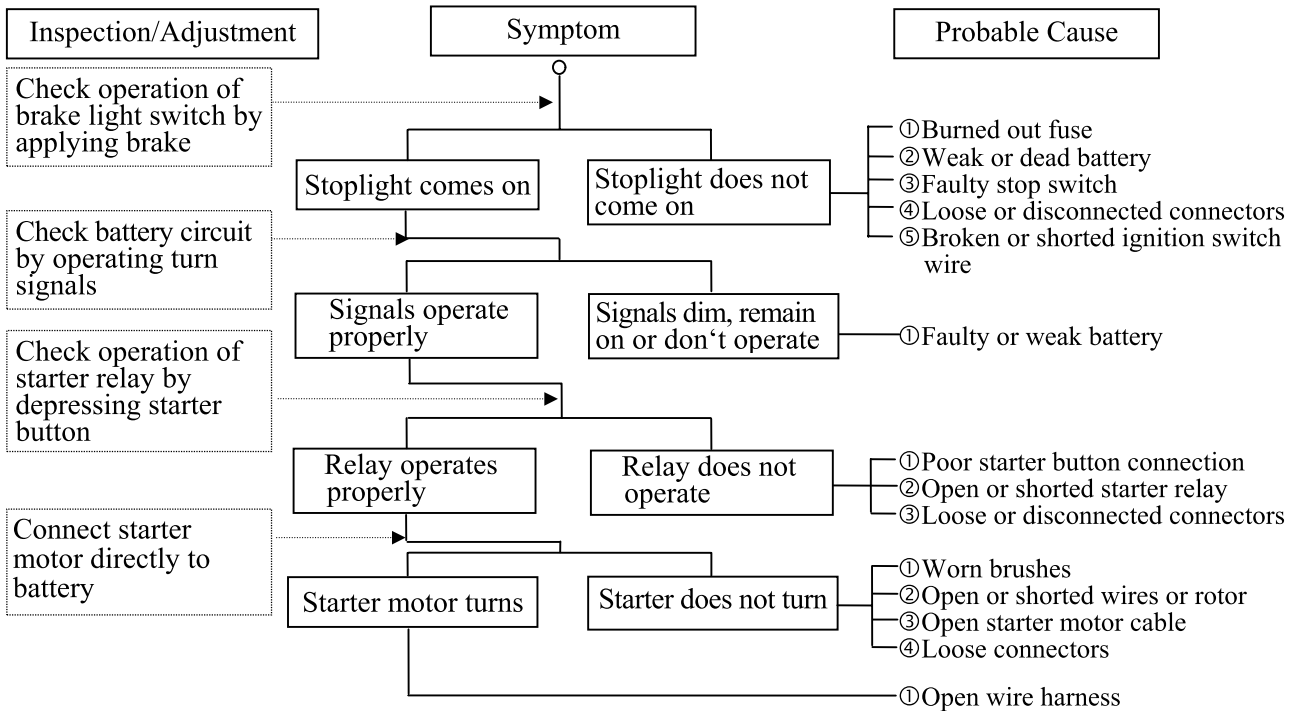 Inspection/Adjustment
Symptom
Probable Cause
Check operation of
brake light switch by
applying brake
Stoplight comes on
Stoplight does not
come on
①Burned out fuse
②Weak or dead battery
③Faulty stop switch
④Loose or disconnected connectors
⑤Broken or shorted ignition switch
wire
Check battery circuit
by operating turn
signals
Signals operate
properly
Signals dim, remain
on or don‘t operate
①Faulty or weak battery
Check operation of
starter relay by
depressing starter
button
Relay operates
properly
Relay does not
operate
①Poor starter button connection
②Open or shorted starter relay
③Loose or disconnected connectors
Connect starter
motor directly to
battery
Starter motor turns
Starter does not turn
①Worn brushes
②Open or shorted wires or rotor
③Open starter motor cable
④Loose connectors
①Open wire harness